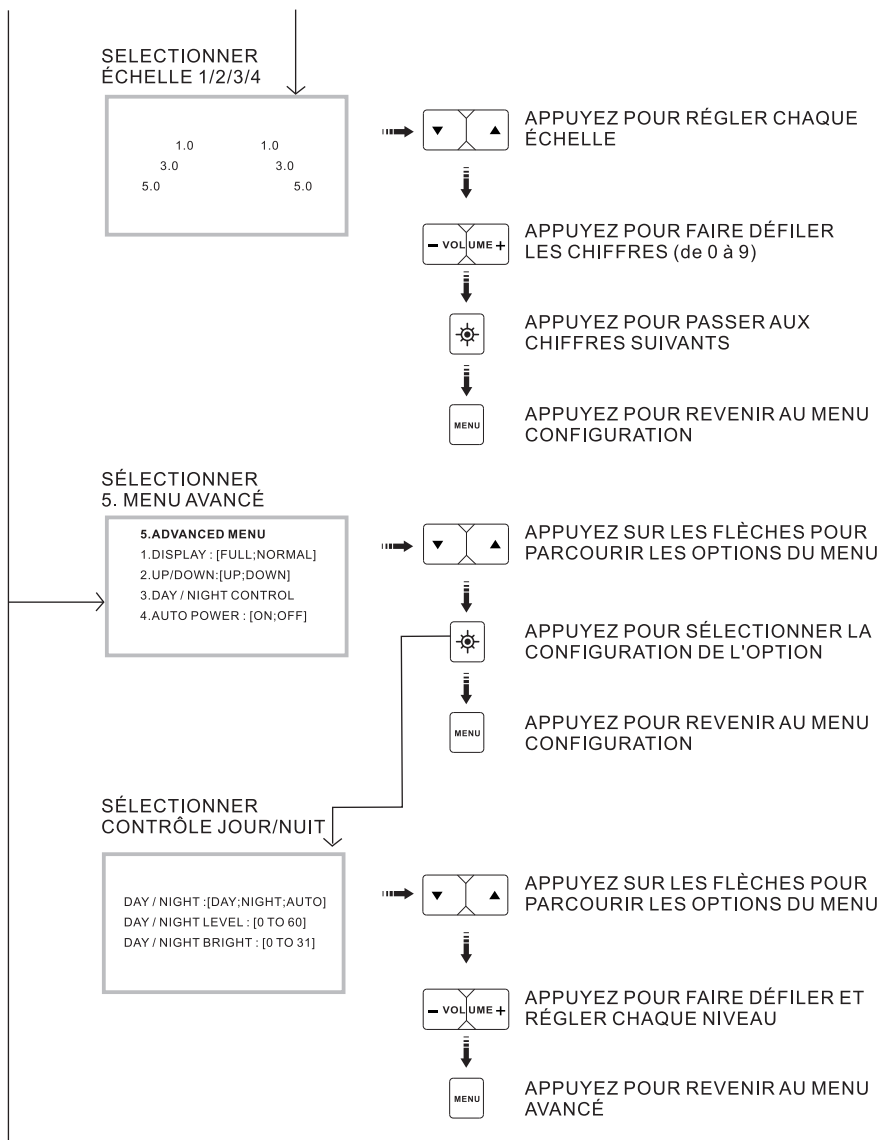 SELECTIONNER
ÉCHELLE 1/2/3/4
1.0 1.0
3.0 3.0
5.0 5.0
APPUYEZ POUR RÉGLER CHAQUE
ÉCHELLE
– VOLUME +
APPUYEZ POUR FAIRE DÉFILER
LES CHIFFRES (de 0 à 9)
APPUYEZ POUR PASSER AUX
CHIFFRES SUIVANTS
MENU
APPUYEZ POUR REVENIR AU MENU
CONFIGURATION
SÉLECTIONNER
5. MENU AVANCÉ
5.ADVANCED MENU
1.DISPLAY : [FULL;NORMAL]
2.UP/DOWN:[UP;DOWN]
3.DAY / NIGHT CONTROL
4.AUTO POWER : [ON;OFF]
APPUYEZ SUR LES FLÈCHES POUR
PARCOURIR LES OPTIONS DU MENU
APPUYEZ POUR SÉLECTIONNER LA
CONFIGURATION DE L'OPTION
MENU
APPUYEZ POUR REVENIR AU MENU
CONFIGURATION
SÉLECTIONNER
CONTRÔLE JOUR/NUIT
DAY / NIGHT :[DAY;NIGHT;AUTO]
DAY / NIGHT LEVEL : [0 TO 60]
DAY / NIGHT BRIGHT : [0 TO 31]
APPUYEZ SUR LES FLÈCHES POUR
PARCOURIR LES OPTIONS DU MENU
– VOLUME +
APPUYEZ POUR FAIRE DÉFILER ET
RÉGLER CHAQUE NIVEAU
MENU
APPUYEZ POUR REVENIR AU MENU
AVANCÉ